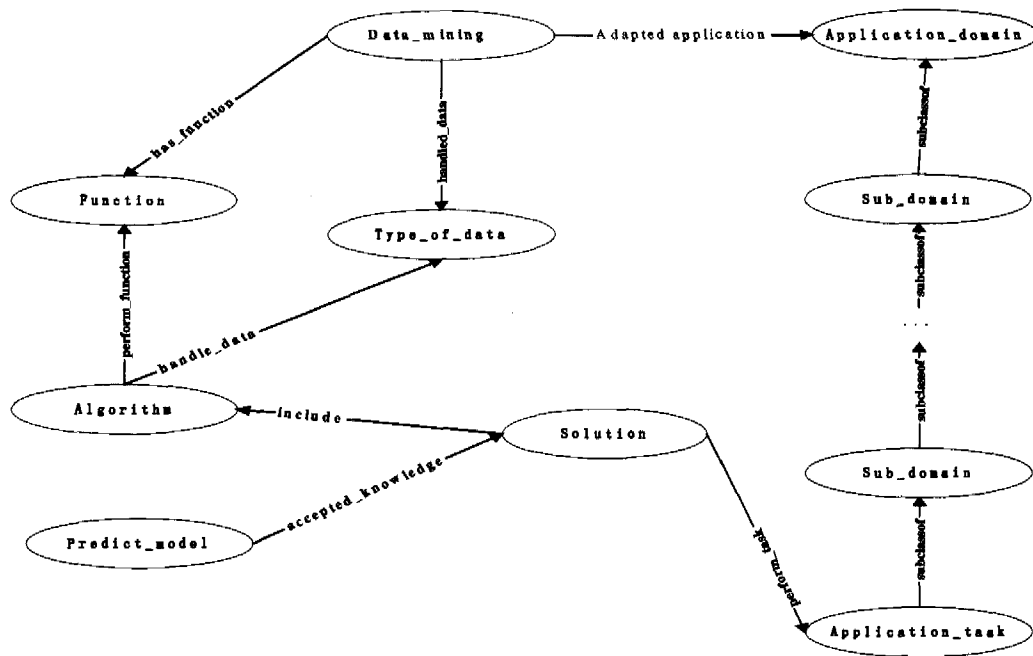 Data_mining
Adapted application
Application_domain
has_function
handled_data
subclassof
Function
Sub_domain
Type_of_data
perform_function
handle_data
subclassof
...
Algorithm
include
Solution
subclassof
accepted_knowledge
Sub_domain
Predict_model
perform_task
subclassof
Application_task